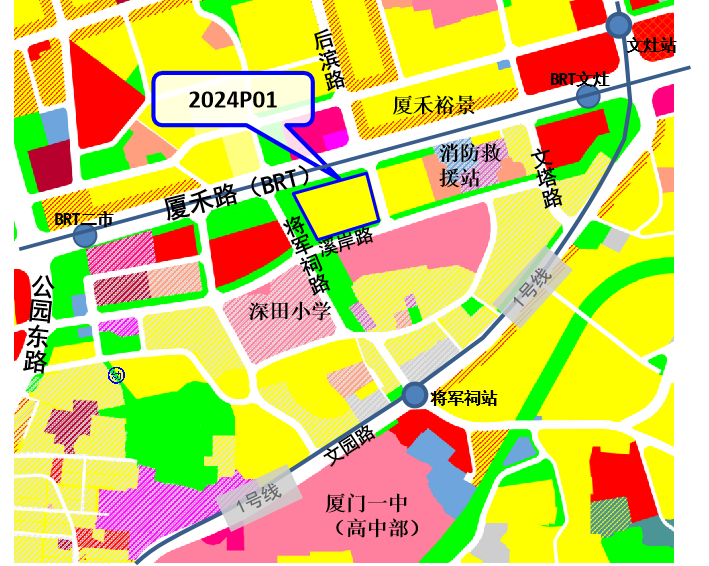 后滨路
文灶站
BRT文灶
2024P01
厦禾裕景
消防救
援站
文塔路
厦禾路（BRT）
BRT二市
将军祠路
溪岸路
公园东路
1号线
深田小学
将军祠站
文园路
1号线
厦门一中
（高中部）